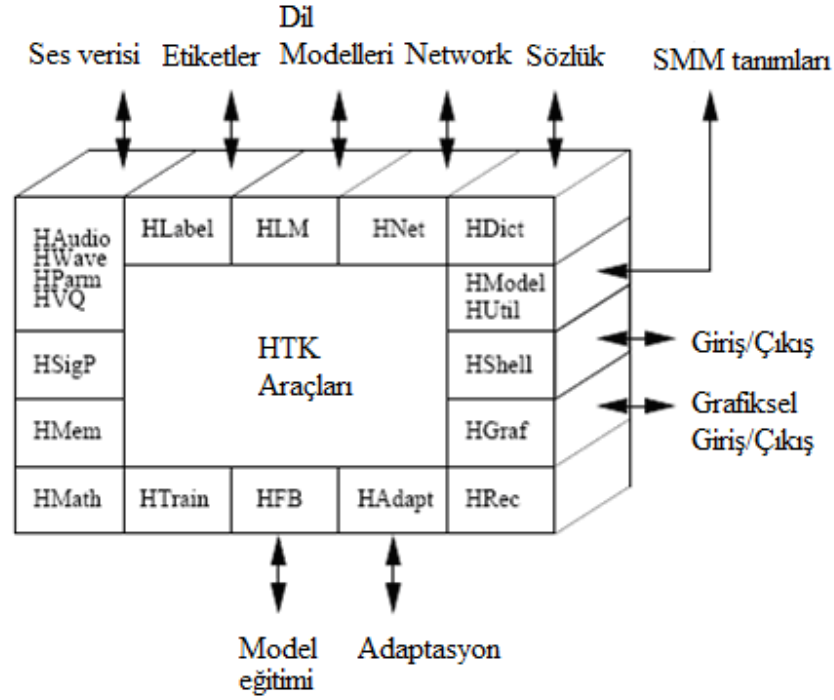 Dil
Ses verisi Etiketler Modelleri Network Sözlük SMM tanımları
HAudio
HWave
HParm
HVQ
HLabel HLM HNet HDict
HModel
HUtil
HTK
Araçları
HSigP
HShell
Giriş/Çıkış
HMem
HGraf
Grafiksel
Giriş/Çıkış
HMath HTrain HFB HAdapt HRec
Model
eğitimi
Adaptasyon